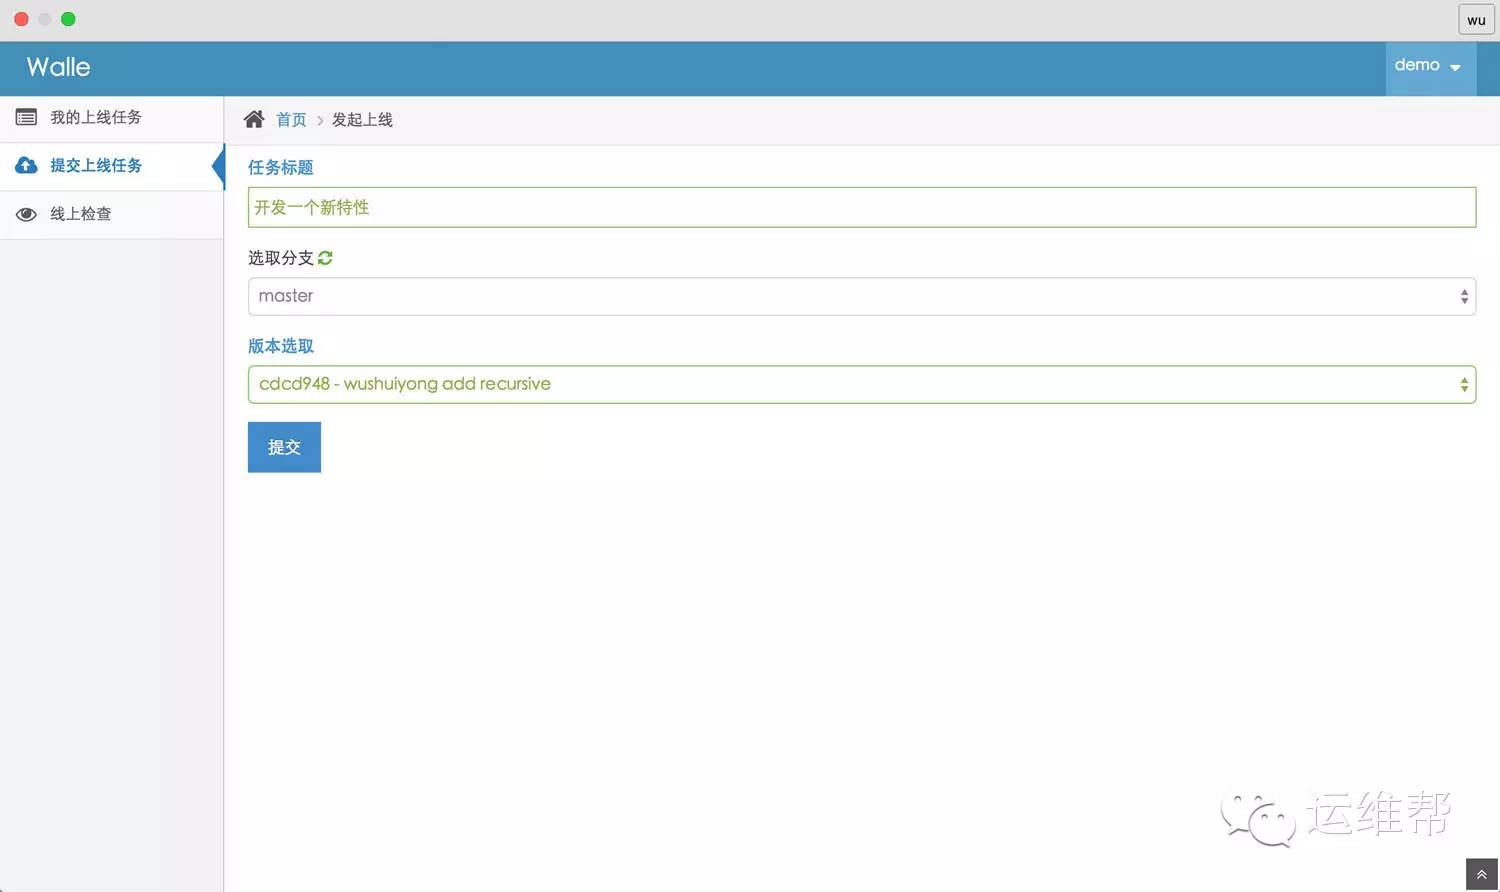 wu
Walle
demo
我的上线任务
提交上线任务
线上检查
首页 > 发起上线
任务标题
开发一个新特性
选取分支
master
版本选取
cdcd948 - wushuiyong add recursive
提交
运维帮